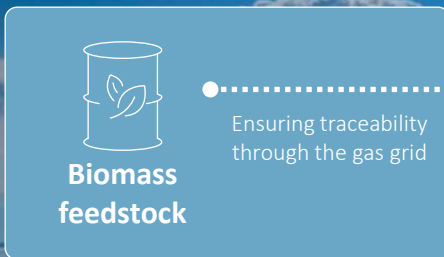 Biomass
feedstock
Ensuring traceability
through the gas grid